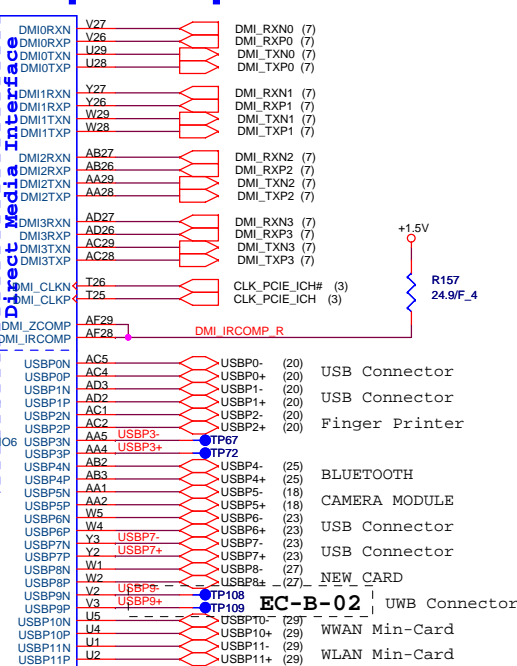 Direct Media Interface
DMI0RXN V27 DMI_RXN0 (7)
DMI0RXP V26 DMI_RXP0 (7)
DMI0TXN U29 DMI_TXN0 (7)
DMI0TXP U28 DMI_TXP0 (7)
DMI1RXN Y27 DMI_RXN1 (7)
DMI1RXP Y26 DMI_RXP1 (7)
DMI1TXN W29 DMI_TXN1 (7)
DMI1TXP W28 DMI_TXP1 (7)
DMI2RXN AB27 DMI_RXN2 (7)
DMI2RXP AB26 DMI_RXP2 (7)
DMI2TXN AA29 DMI_TXN2 (7)
DMI2TXP AA28 DMI_TXP2 (7)
DMI3RXN AD27 DMI_RXN3 (7)
DMI3RXP AD26 DMI_RXP3 (7)
DMI3TXN AC29 DMI_TXN3 (7)
DMI3TXP AC28 DMI_TXP3 (7)
+1.5V
DMI_CLKN T26 CLK_PCIE_ICH# (3)
DMI_CLKP T25 CLK_PCIE_ICH (3)
R157
24.9/F_4
DMI_ZCOMP AF29
DMI_IRCOMP AF28 DMI_IRCOMP_R
USBP0N AC5 USBP0- (20)
USBP0P AC4 USBP0+ (20) USB Connector
USBP1N AD3 USBP1- (20)
USBP1P AD2 USBP1+ (20) USB Connector
USBP2N AC1 USBP2- (20)
USBP2P AC2 USBP2+ (20) Finger Printer
IO6 USBP3N AA5 USBP3- TP67
USBP3P AA4 USBP3+ TP72
USBP4N AB2 USBP4- (25)
USBP4P AB3 USBP4+ (25) BLUETOOTH
USBP5N AA1 USBP5- (18)
USBP5P AA2 USBP5+ (18) CAMERA MODULE
USBP6N W5 USBP6- (23)
USBP6P W4 USBP6+ (23) USB Connector
USBP7N Y3 USBP7- USBP7- (23)
USBP7P Y2 USBP7+ USBP7+ (23) USB Connector
USBP8N W1 USBP8- (27)
USBP8P W2 USBP8+ (27) NEW CARD
USBP9N V2 USBP9- TP108
USBP9P V3 USBP9+ TP109 EC-B-02 UWB Connector
USBP10N U5 USBP10- (29)
USBP10P U4 USBP10+ (29) WWAN Min-Card
USBP11N U1 USBP11- (29)
USBP11P U2 USBP11+ (29) WLAN Min-Card